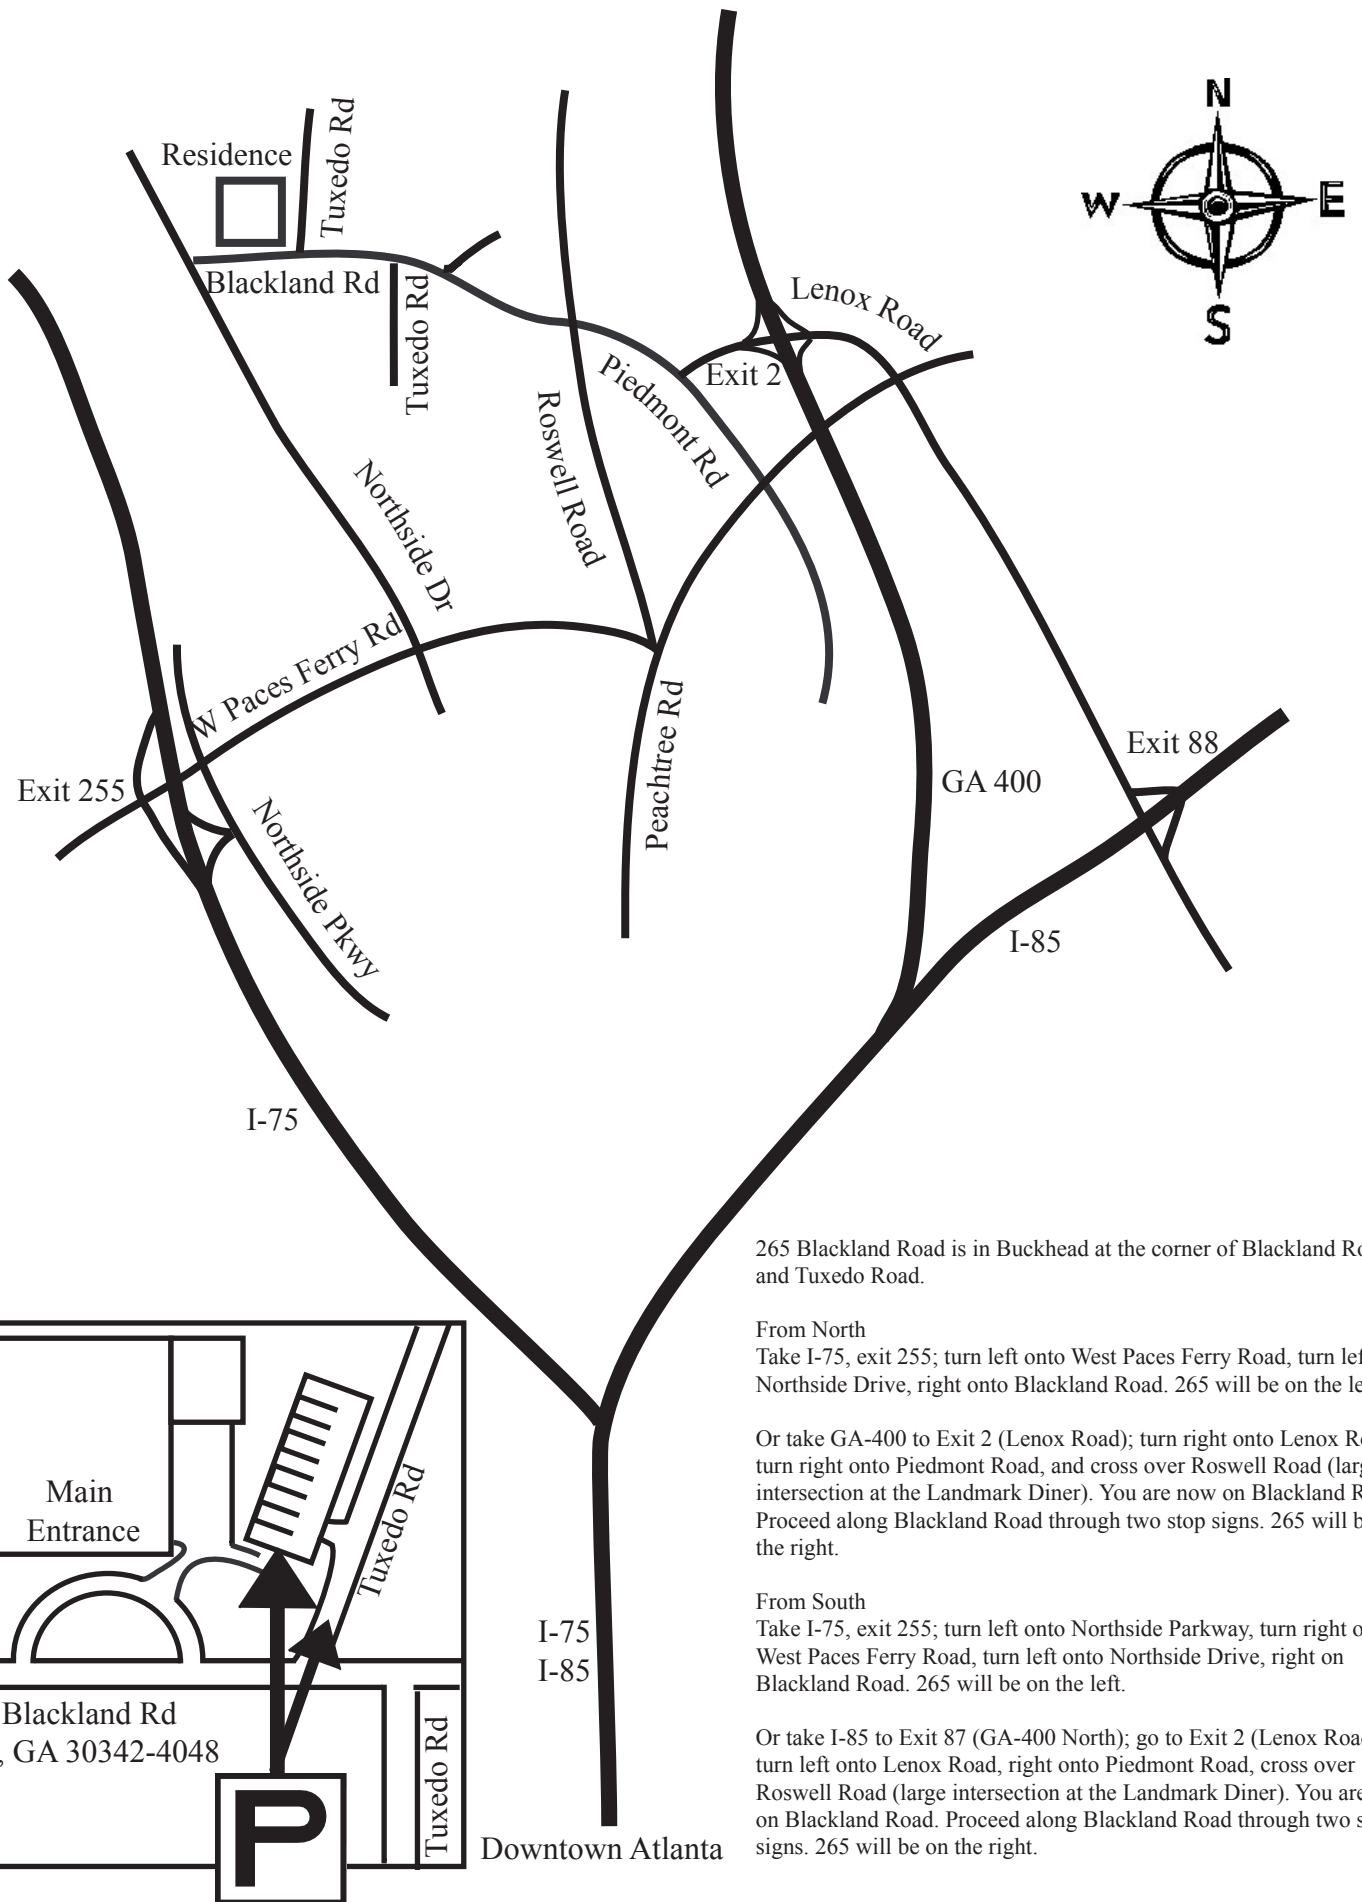 N
W
E
S
Residence
Tuxedo Rd
Blackland Rd
Tuxedo Rd
Lenox Road
Exit 2
Piedmont Rd
Roswell Road
Northside Dr
W Paces Ferry Rd
Exit 255
Northside Pkwy
Peachtree Rd
GA 400
Exit 88
I-85
I-75
I-75
I-85
Downtown Atlanta
Main
Entrance
Tuxedo Rd
Blackland Rd
, GA 30342-4048
Tuxedo Rd
P
265 Blackland Road is in Buckhead at the corner of Blackland
and Tuxedo Road.
From North
Take I-75, exit 255; turn left onto West Paces Ferry Road, turn
Northside Drive, right onto Blackland Road. 265 will be on the
Or take GA-400 to Exit 2 (Lenox Road); turn right onto Lenox
turn right onto Piedmont Road, and cross over Roswell Road
intersection at the Landmark Diner). You are now on Blackland
Proceed along Blackland Road through two stop signs. 265 will
the right.
From South
Take I-75, exit 255; turn left onto Northside Parkway, turn right
West Paces Ferry Road, turn left onto Northside Drive, right on
Blackland Road. 265 will be on the left.
Or take I-85 to Exit 87 (GA-400 North); go to Exit 2 (Lenox
turn left onto Lenox Road, right onto Piedmont Road, cross over
Roswell Road (large intersection at the Landmark Diner). You are
on Blackland Road. Proceed along Blackland Road through two
signs. 265 will be on the right.